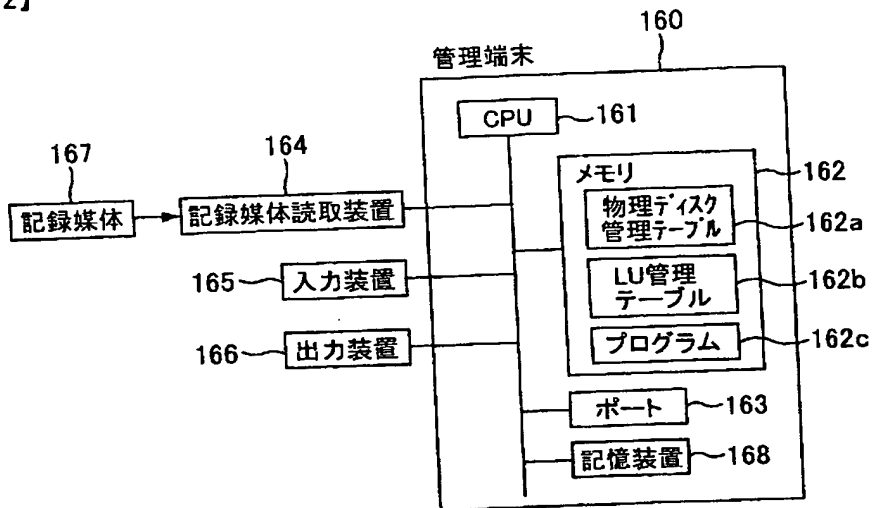 2】
160
管理端末
CPU
161
167
164
メモリ
162
記録媒体
記録媒体読取装置
物理ディスク
管理テーブル
162a
165
入力装置
LU管理
テーブル
162b
166
出力装置
プログラム
162c
ポート
163
記憶装置
168